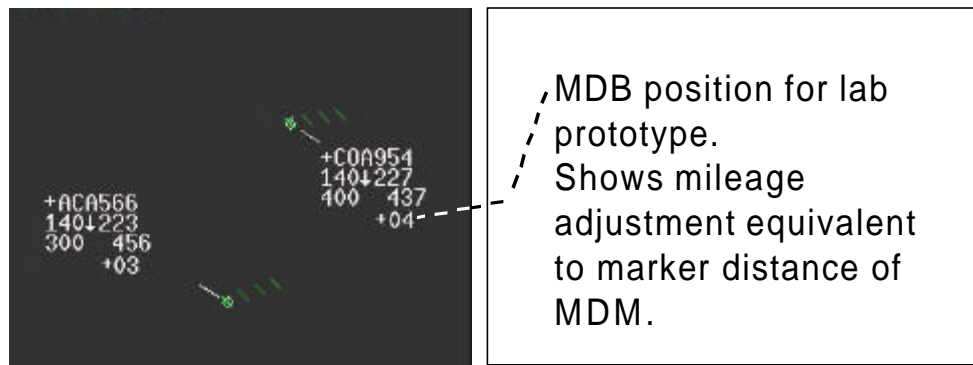 +COA954
140↓227
400 437
+04
+ACA566
140↓223
300 456
+03
MDB position for lab
prototype.
Shows mileage
adjustment equivalent
to marker distance of
MDM.